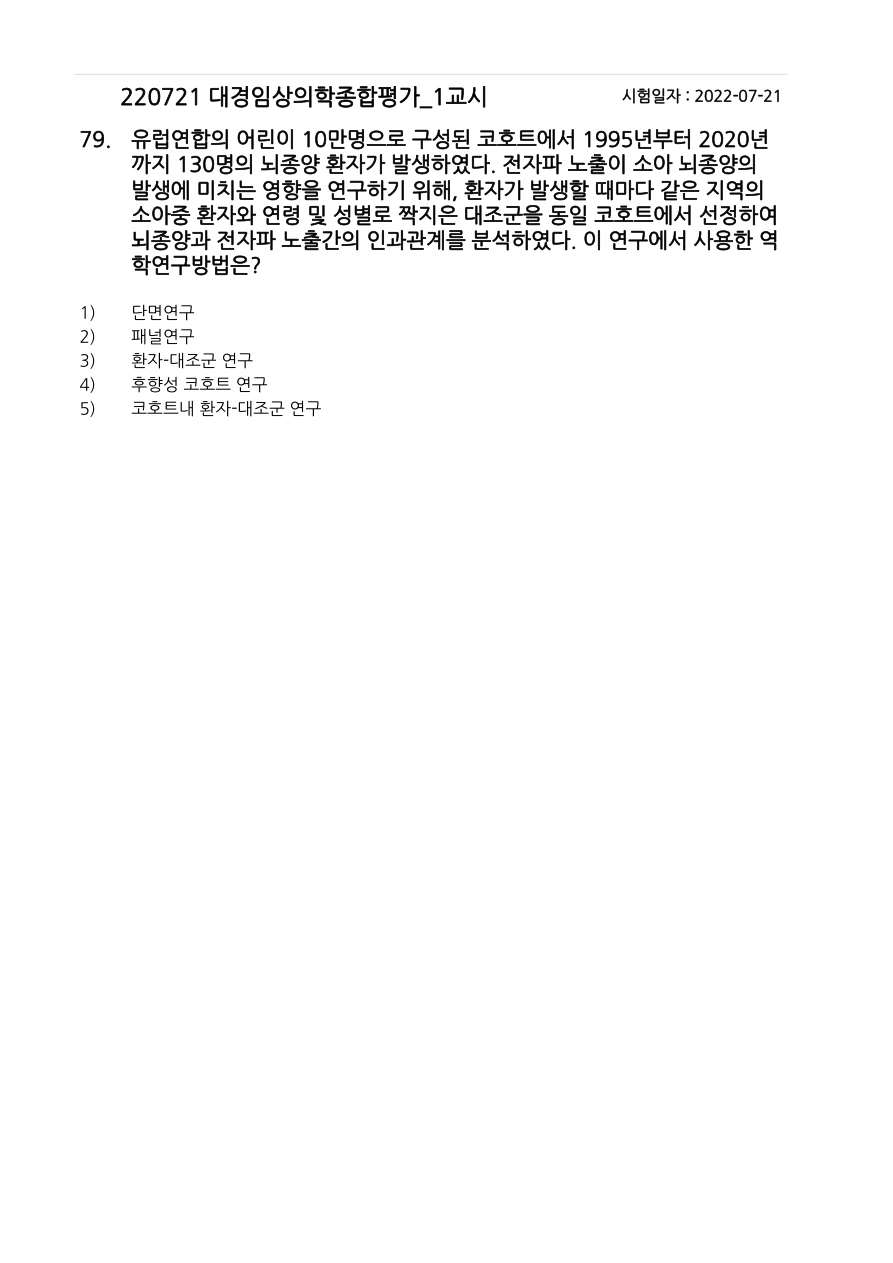 220721 대경임상의학종합평가_1교시 시험일자 : 2022-07-21
79. 유럽연합의 어린이 10만명으로 구성된 코호트에서 1995년부터 2020년
까지 130명의 뇌종양 환자가 발생하였다. 전자파 노출이 소아 뇌종양의
발생에 미치는 영향을 연구하기 위해, 환자가 발생할 때마다 같은 지역의
소아중 환자와 연령 및 성별로 짝지은 대조군을 동일 코호트에서 선정하여
뇌종양과 전자파 노출간의 인과관계를 분석하였다. 이 연구에서 사용한 역
학연구방법은?
1) 단면연구
2) 패널연구
3) 환자-대조군 연구
4) 후향성 코호트 연구
5) 코호트내 환자-대조군 연구